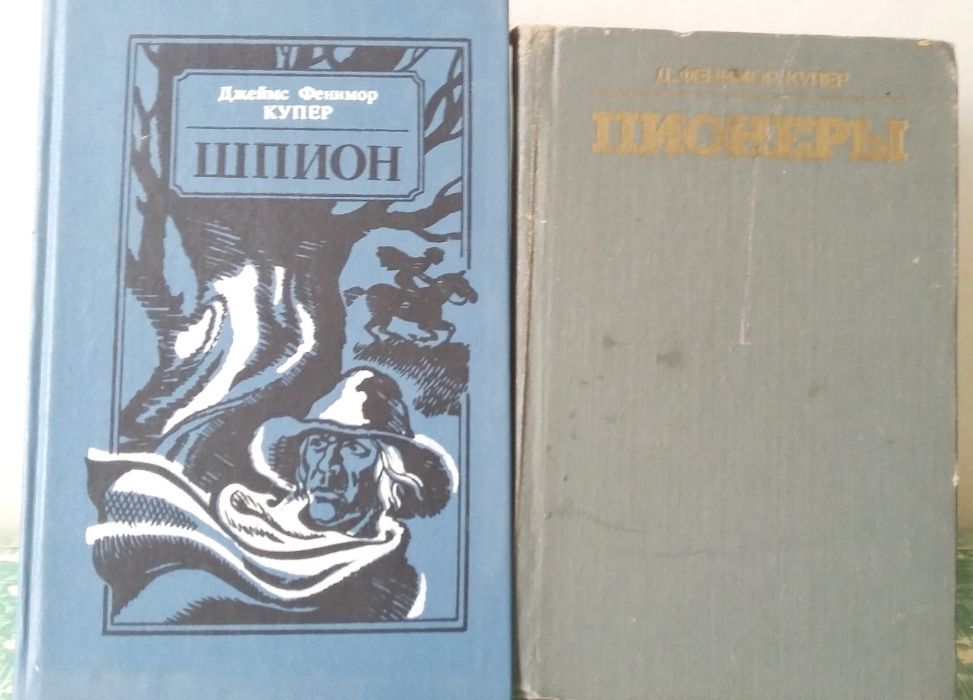 Джеймс Фенимор
КУПЕР
ШПИОН
Д. ФЕНИМОР КУПЕР
ПИОНЕРЫ